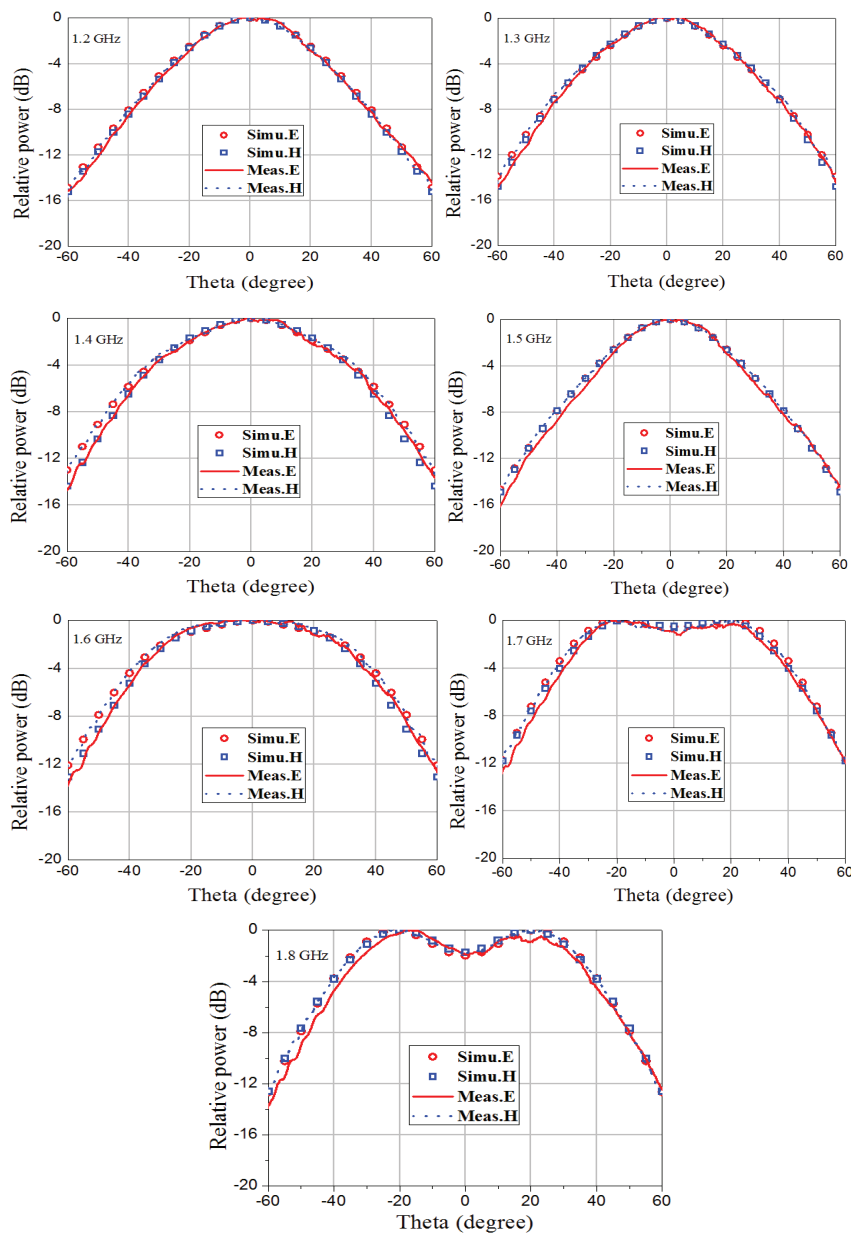 1.2 GHz
Relative power (dB)
0
-4
-8
-12
-16
-20
Simu.E
Simu.H
Meas.E
Meas.H
-60 -40 -20 0 20 40 60
Theta (degree)
1.3 GHz
Relative power (dB)
0
-4
-8
-12
-16
-20
Simu.E
Simu.H
Meas.E
Meas.H
-60 -40 -20 0 20 40 60
Theta (degree)
1.4 GHz
Relative power (dB)
0
-4
-8
-12
-16
-20
Simu.E
Simu.H
Meas.E
Meas.H
-60 -40 -20 0 20 40 60
Theta (degree)
1.5 GHz
Relative power (dB)
0
-4
-8
-12
-16
-20
Simu.E
Simu.H
Meas.E
Meas.H
-60 -40 -20 0 20 40 60
Theta (degree)
1.6 GHz
Relative power (dB)
0
-4
-8
-12
-16
-20
Simu.E
Simu.H
Meas.E
Meas.H
-60 -40 -20 0 20 40 60
Theta (degree)
1.7 GHz
Relative power (dB)
0
-4
-8
-12
-16
-20
Simu.E
Simu.H
Meas.E
Meas.H
-60 -40 -20 0 20 40 60
Theta (degree)
1.8 GHz
Relative power (dB)
0
-4
-8
-12
-16
-20
Simu.E
Simu.H
Meas.E
Meas.H
-60 -40 -20 0 20 40 60
Theta (degree)